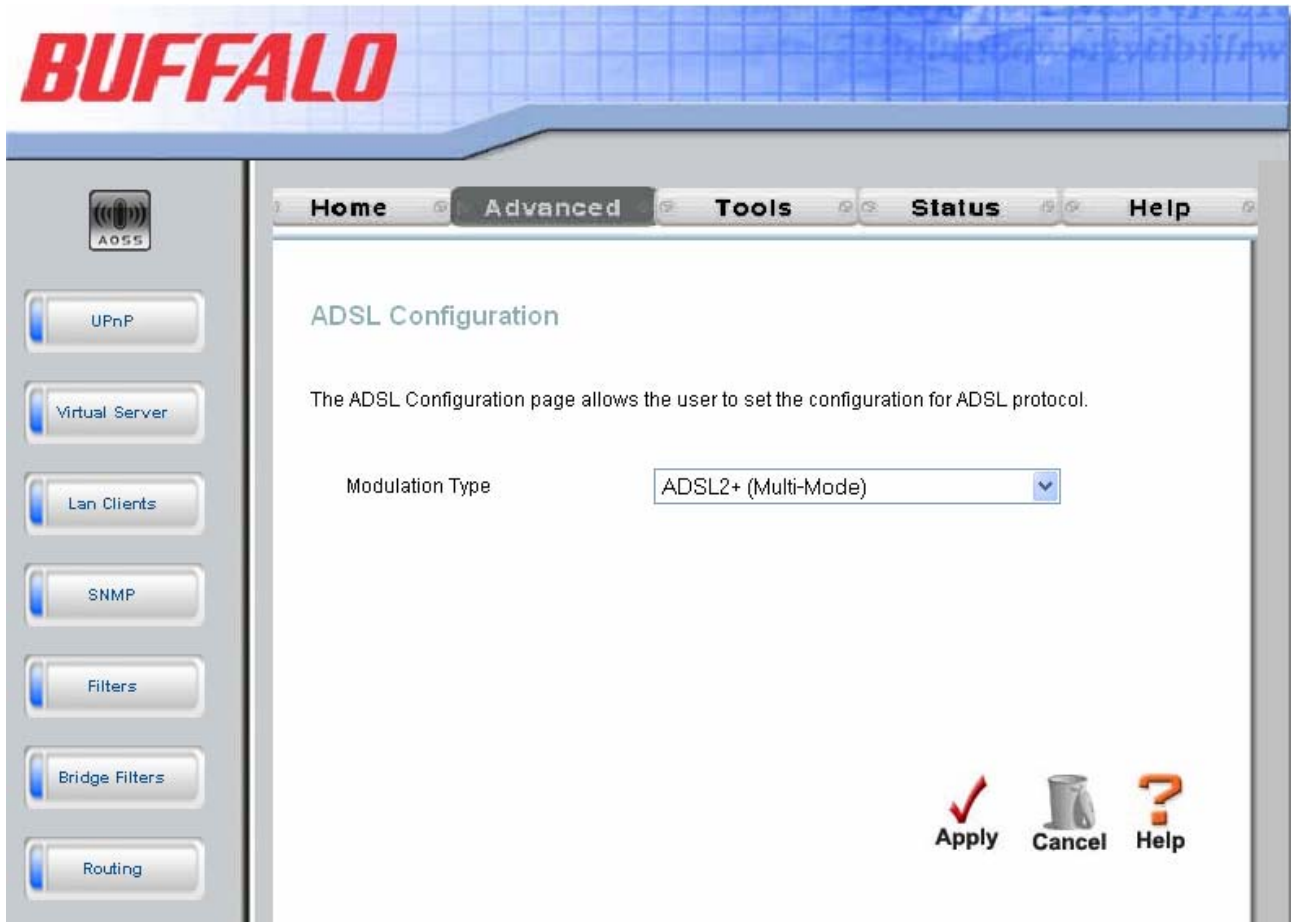 BUFFALO
AOSS
Home Advanced Tools Status Help
UPnP
Virtual Server
Lan Clients
SNMP
Filters
Bridge Filters
Routing
ADSL Configuration
The ADSL Configuration page allows the user to set the configuration for ADSL protocol.
Modulation Type ADSL2+ (Multi-Mode)
Apply Cancel Help